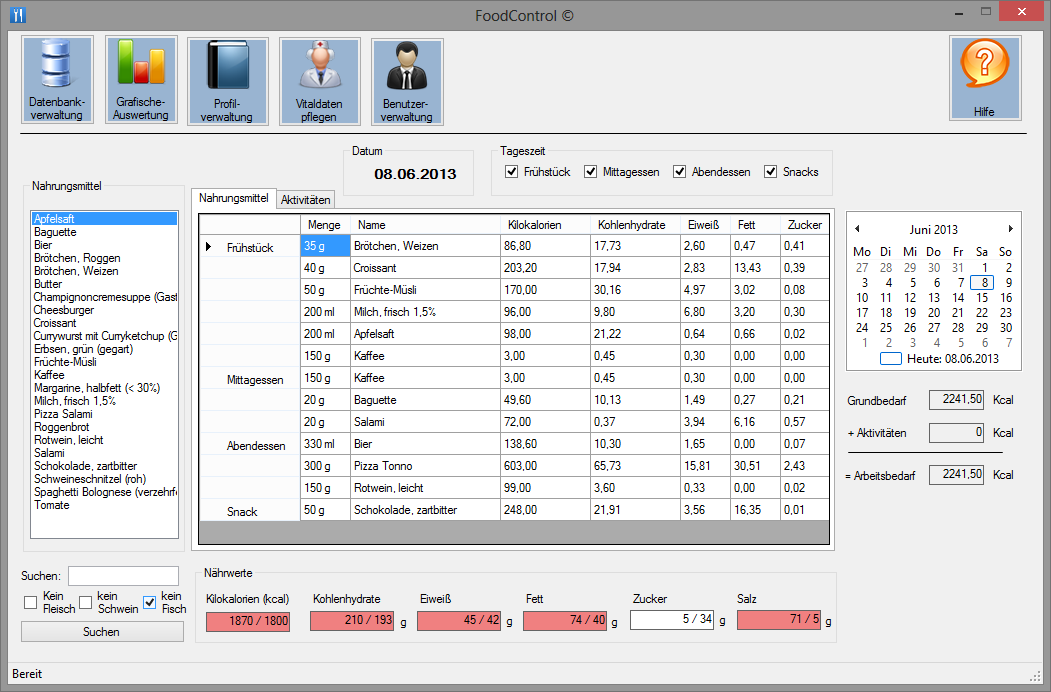 FoodControl ©
Datenbank-
verwaltung
Grafische-
Auswertung
Profil-
verwaltung
Vitaldaten
pflegen
Benutzer-
verwaltung
?
Hilfe
Datum
08.06.2013
Tageszeit
Frühstück Mittagessen Abendessen Snacks
Nahrungsmittel
Apfelsaft
Baguette
Bier
Brötchen, Roggen
Brötchen, Weizen
Butter
Champignoncremesuppe (Gast
Cheesburger
Croissant
Currywurst mit Curryketchup (G
Erbsen, grün (gegart)
Früchte-Müsli
Kaffee
Margarine, halbfett (< 30%)
Milch, frisch 1,5%
Pizza Salami
Roggenbrot
Rotwein, leicht
Salami
Schokolade, zartbitter
Schweineschnitzel (roh)
Spaghetti Bolognese (verzehrfe
Tomate
Nahrungsmittel Aktivitäten
Menge Name Kilokalorien Kohlenhydrate Eiweiß Fett Zucker
Frühstück 35 g Brötchen, Weizen 86,80 17,73 2,60 0,47 0,41
40 g Croissant 203,20 17,94 2,83 13,43 0,39
50 g Früchte-Müsli 170,00 30,16 4,97 3,02 0,08
200 ml Milch, frisch 1,5% 96,00 9,80 6,80 3,20 0,30
200 ml Apfelsaft 98,00 21,22 0,64 0,66 0,02
150 g Kaffee 3,00 0,45 0,30 0,00 0,00
Mittagessen 150 g Kaffee 3,00 0,45 0,30 0,00 0,00
20 g Baguette 49,60 10,13 1,49 0,27 0,21
20 g Salami 72,00 0,37 3,94 6,16 0,57
Abendessen 330 ml Bier 138,60 10,30 1,65 0,00 0,07
300 g Pizza Tonno 603,00 65,73 15,81 30,51 2,43
150 g Rotwein, leicht 99,00 3,60 0,33 0,00 0,02
Snack 50 g Schokolade, zartbitter 248,00 21,91 3,56 16,35 0,01
Juni 2013
Mo Di Mi Do Fr Sa So
27 28 29 30 31 1 2
3 4 5 6 7 8 9
10 11 12 13 14 15 16
17 18 19 20 21 22 23
24 25 26 27 28 29 30
1 2 3 4 5 6 7
Heute: 08.06.2013
Grundbedarf 2241,50 Kcal
+ Aktivitäten 0 Kcal
= Arbeitsbedarf 2241,50 Kcal
Suchen:
Kein Fleisch
kein Schwein
kein Fisch
Suchen
Nährwerte
Kilokalorien (kcal) Kohlenhydrate Eiweiß Fett Zucker Salz
1870 / 1800 210 / 193 g 45 / 42 g 74 / 40 g 5 / 34 g 71 / 5 g
Bereit